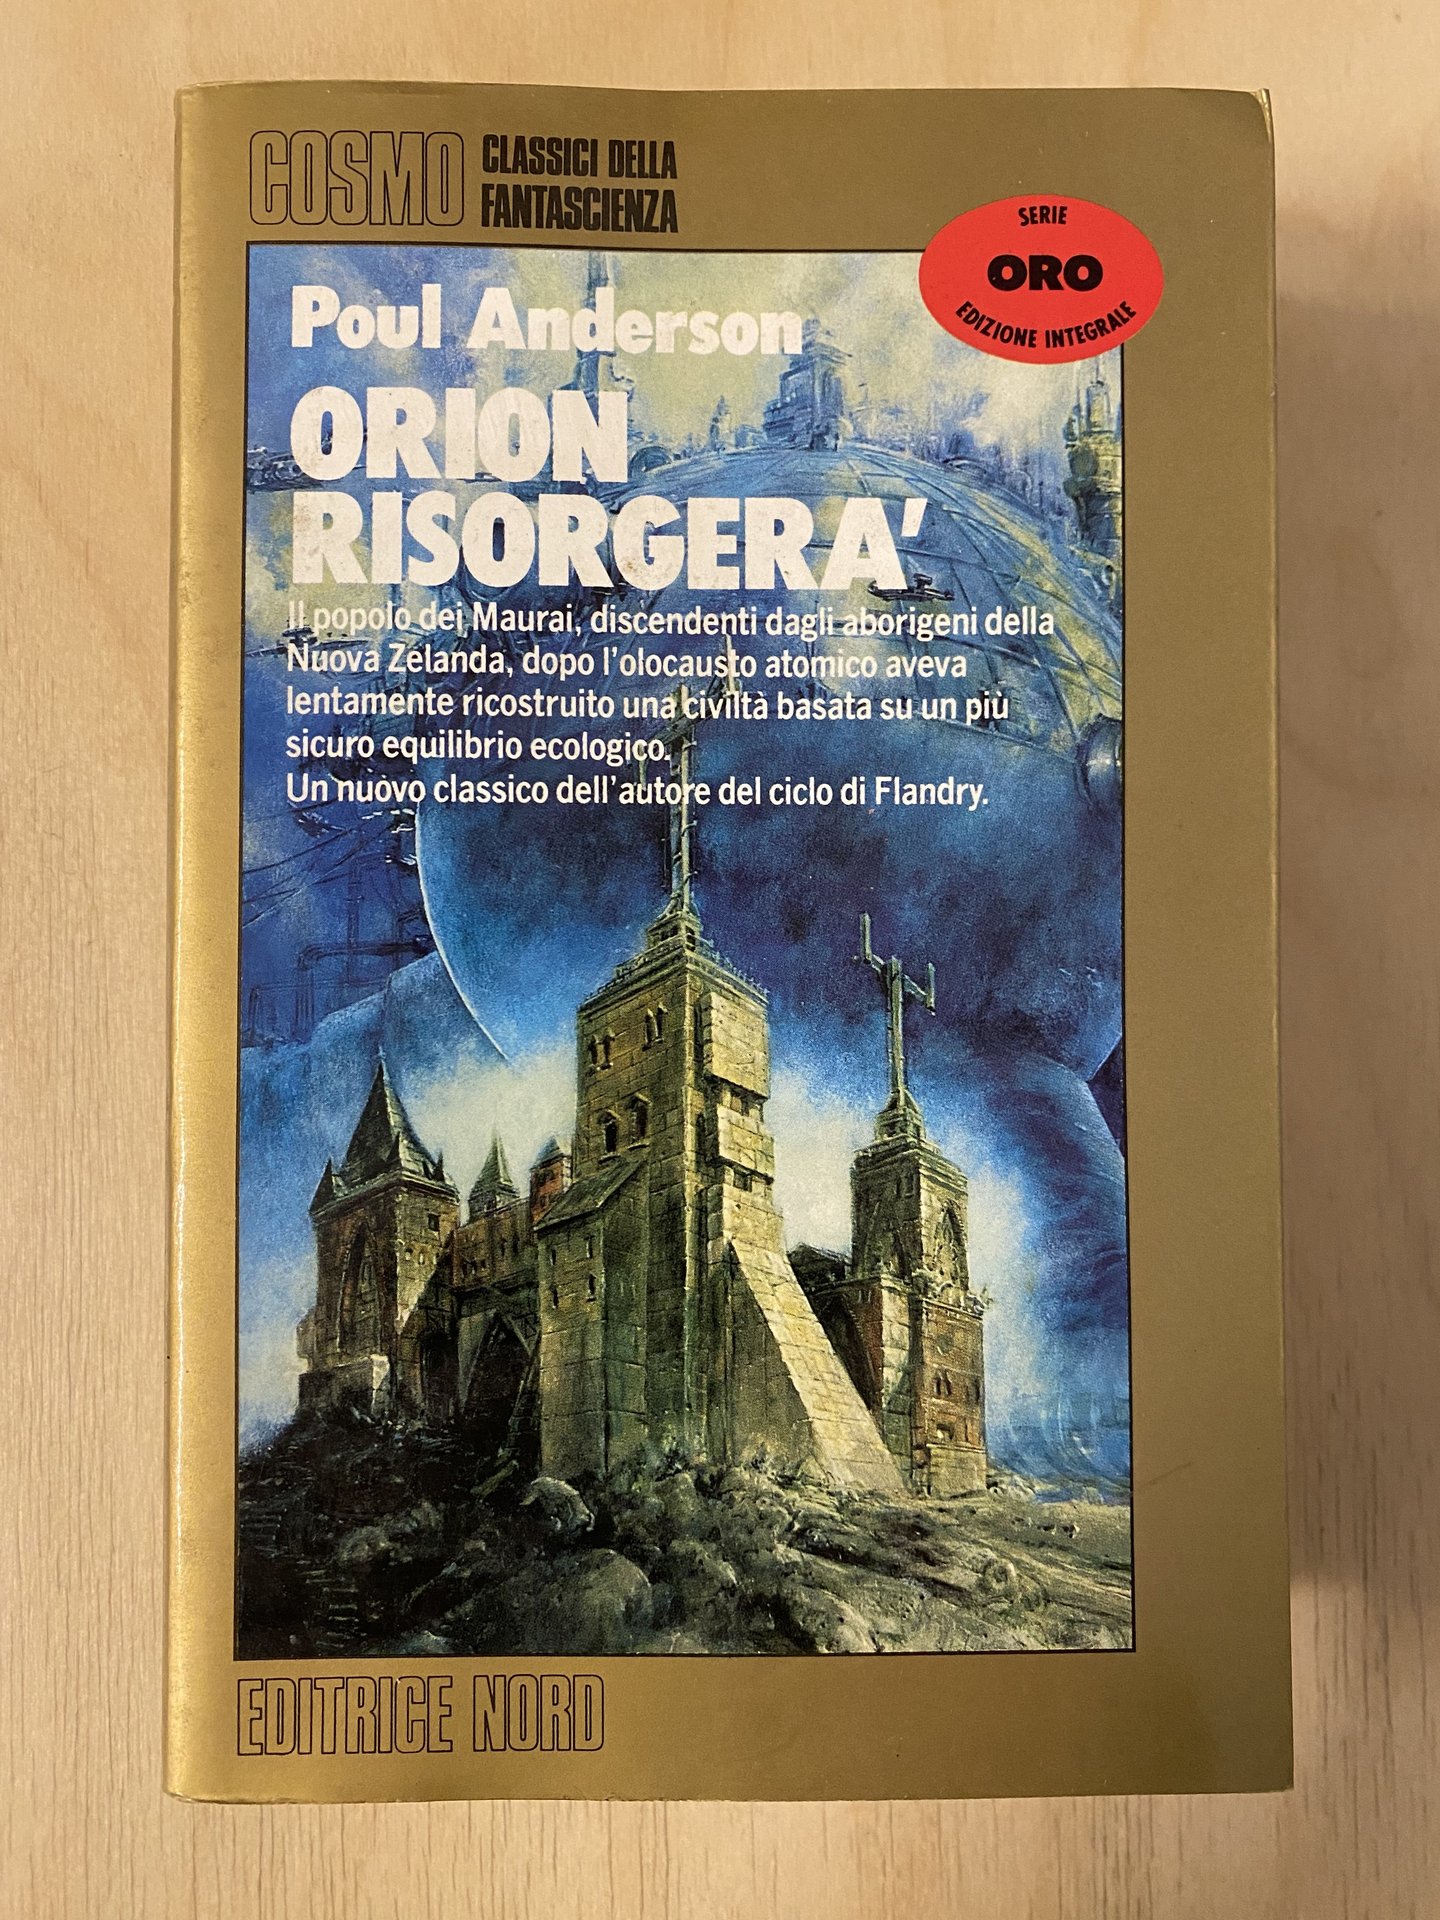 COSMO
CLASSICI DELLA
FANTASCIENZA
SERIE
ORO
EDIZIONE INTEGRALE
Poul Anderson
ORION
RISORGERA'
Il popolo dei Maurai, discendenti dagli aborigeni della
Nuova Zelanda, dopo l'olocausto atomico aveva
lentamente ricostruito una civiltà basata su un più
sicuro equilibrio ecologico.
Un nuovo classico dell'autore del ciclo di Flandry.
EDITRICE NORD